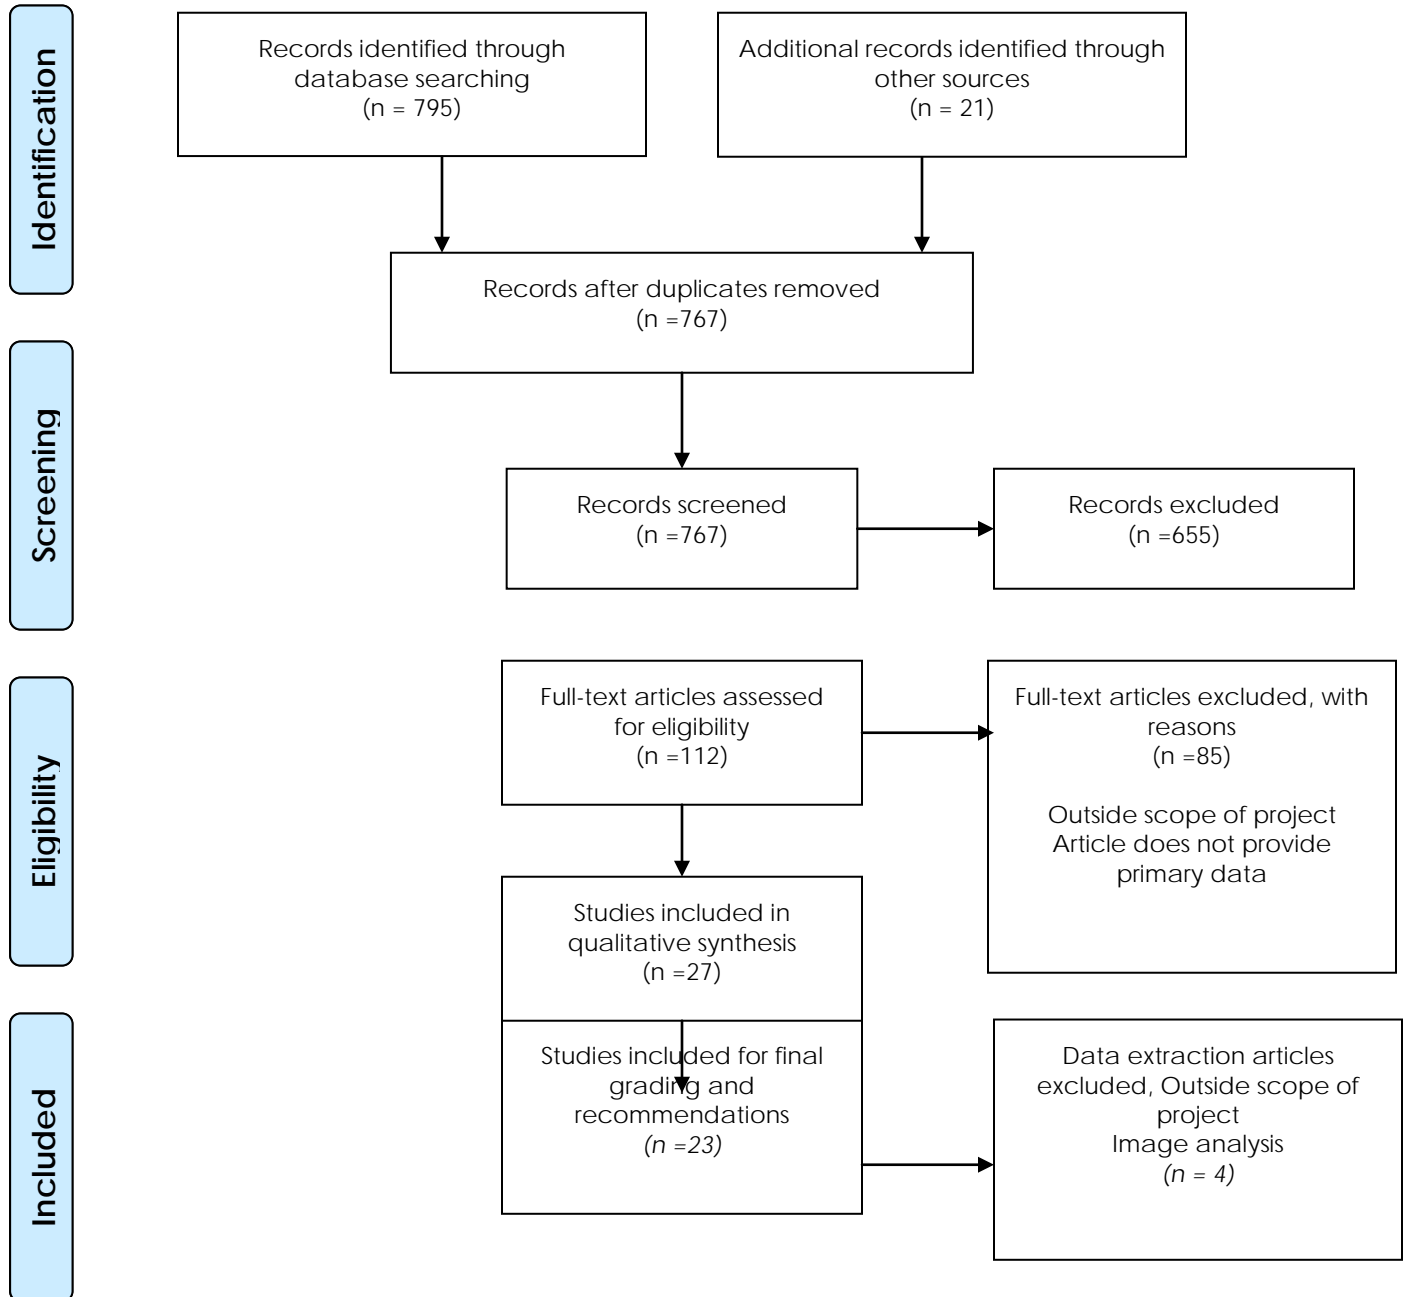 Identification
Records identified through
database searching
(n = 795)
Additional records identified through
other sources
(n = 21)
Records after duplicates removed
(n =767)
Screening
Records screened
(n =767)
Records excluded
(n =655)
Eligibility
Full-text articles assessed
for eligibility
(n =112)
Full-text articles excluded, with
reasons
(n =85)
Outside scope of project
Article does not provide
primary data
Studies included in
qualitative synthesis
(n =27)
Included
Studies included for final
grading and
recommendations
(n =23)
Data extraction articles
excluded, Outside scope of
project
Image analysis
(n = 4)